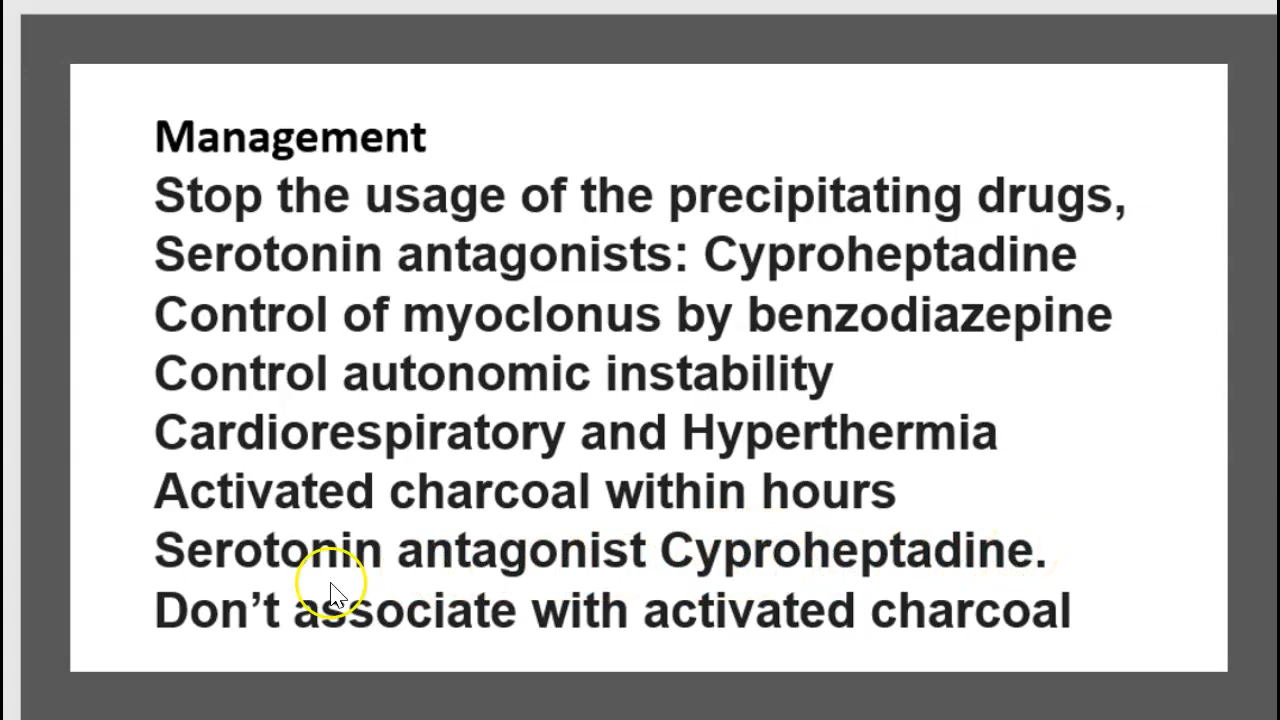 Management
Stop the usage of the precipitating drugs,
Serotonin antagonists: Cyproheptadine
Control of myoclonus by benzodiazepine
Control autonomic instability
Cardiorespiratory and Hyperthermia
Activated charcoal within hours
Serotonin antagonist Cyproheptadine.
Don’t associate with activated charcoal